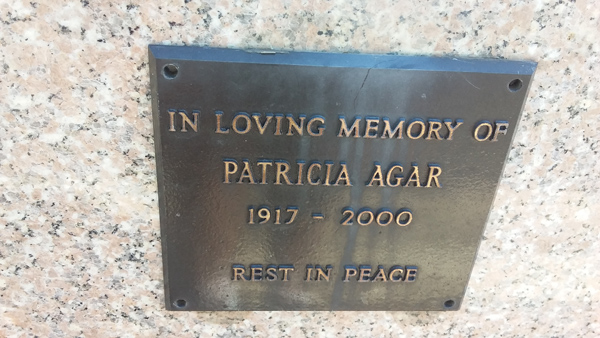 IN LOVING MEMORY OF
PATRICIA AGAR
1917 - 2000
REST IN PEACE